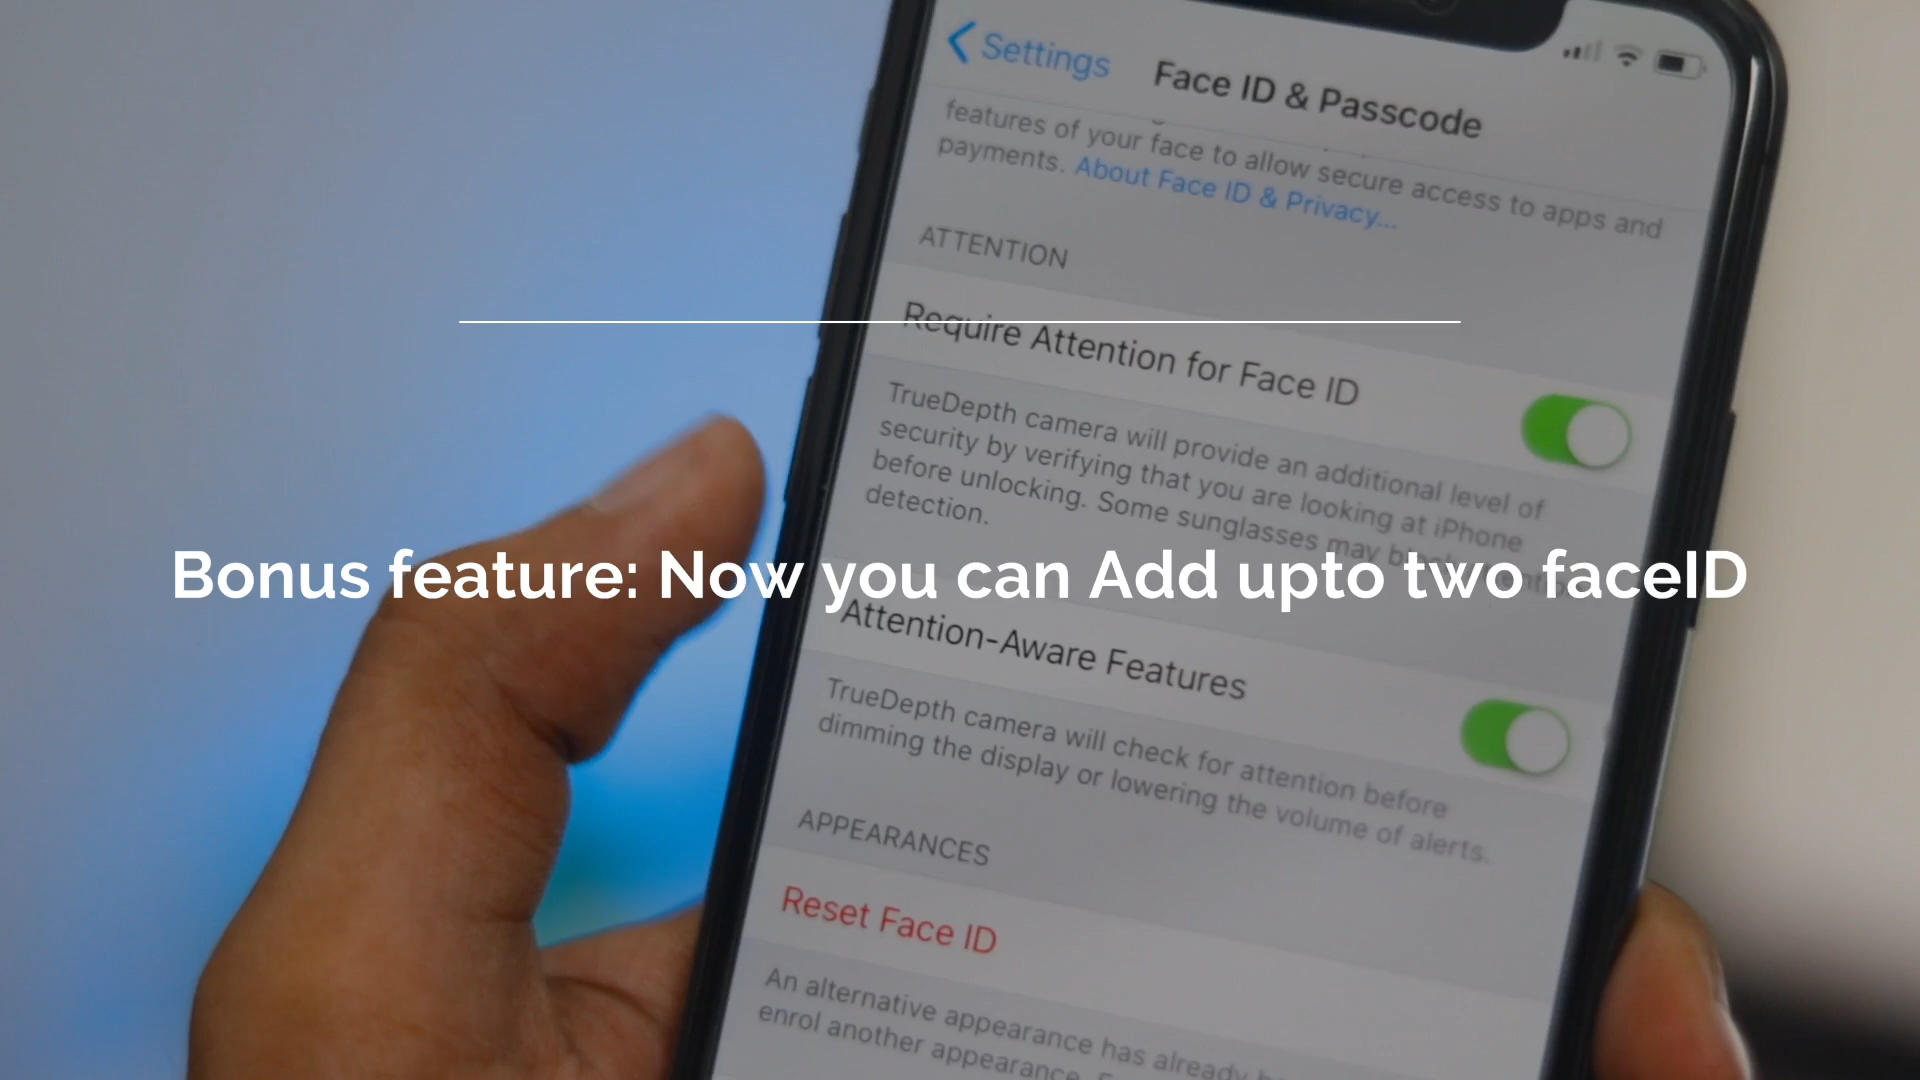 Settings
Face ID & Passcode
features of your face to allow secure access to apps and
payments. About Face ID & Privacy...
ATTENTION
Require Attention for Face ID
TrueDepth camera will provide an additional level of
security by verifying that you are looking at iPhone
before unlocking. Some sunglasses may
detection.
Bonus feature: Now you can Add upto two faceID
Attention-Aware Features
TrueDepth camera will check for attention before
dimming the display or lowering the volume of alerts.
APPEARANCES
Reset Face ID
An alternative appearance has already
enrol another appearance.